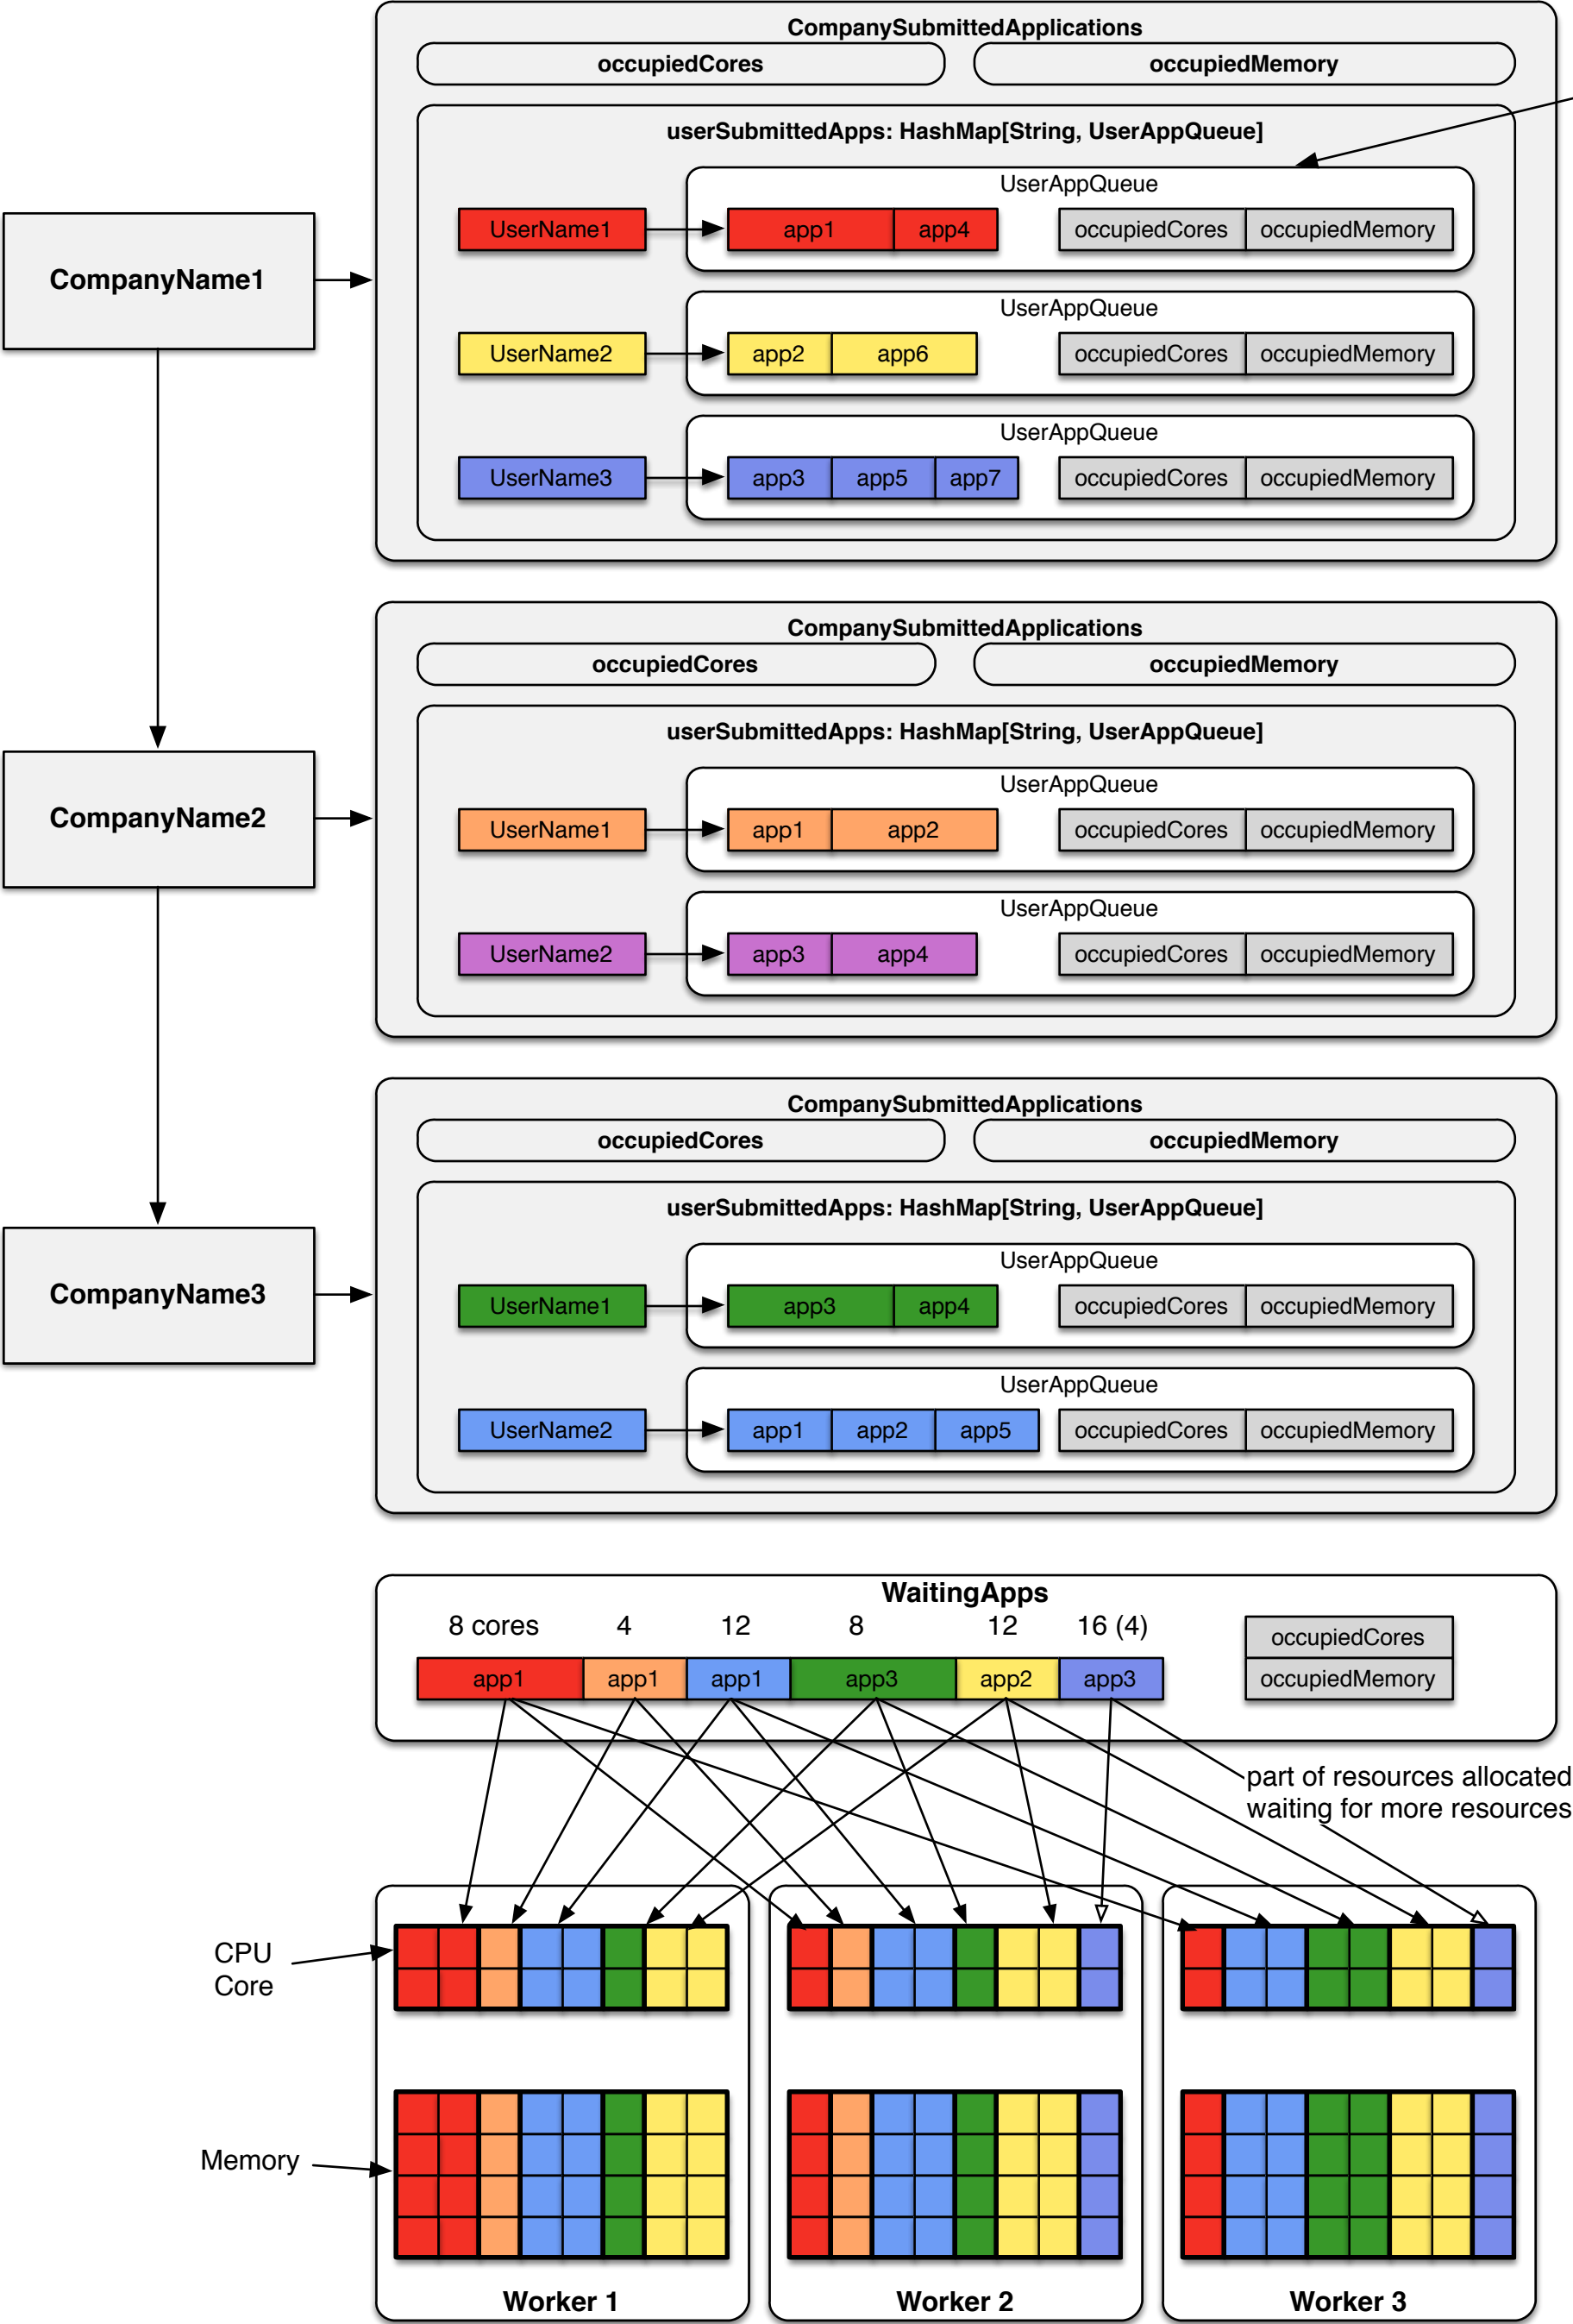 CompanySubmittedApplications
occupiedCores occupiedMemory
userSubmittedApps: HashMap[String, UserAppQueue]
UserAppQueue
UserName1 app1 app4 occupiedCores occupiedMemory
CompanyName1
UserAppQueue
UserName2 app2 app6 occupiedCores occupiedMemory
UserAppQueue
UserName3 app3 app5 app7 occupiedCores occupiedMemory
CompanySubmittedApplications
occupiedCores occupiedMemory
userSubmittedApps: HashMap[String, UserAppQueue]
UserAppQueue
CompanyName2
UserName1 app1 app2 occupiedCores occupiedMemory
UserAppQueue
UserName2 app3 app4 occupiedCores occupiedMemory
CompanySubmittedApplications
occupiedCores occupiedMemory
userSubmittedApps: HashMap[String, UserAppQueue]
UserAppQueue
CompanyName3
UserName1 app3 app4 occupiedCores occupiedMemory
UserAppQueue
UserName2 app1 app2 app5 occupiedCores occupiedMemory
WaitingApps
8 cores 4 12 8 12 16 (4)
occupiedCores
app1 app1 app1 app3 app2 app3 occupiedMemory
part of resources allocated
waiting for more resources
CPU
Core
Memory
Worker 1 Worker 2 Worker 3